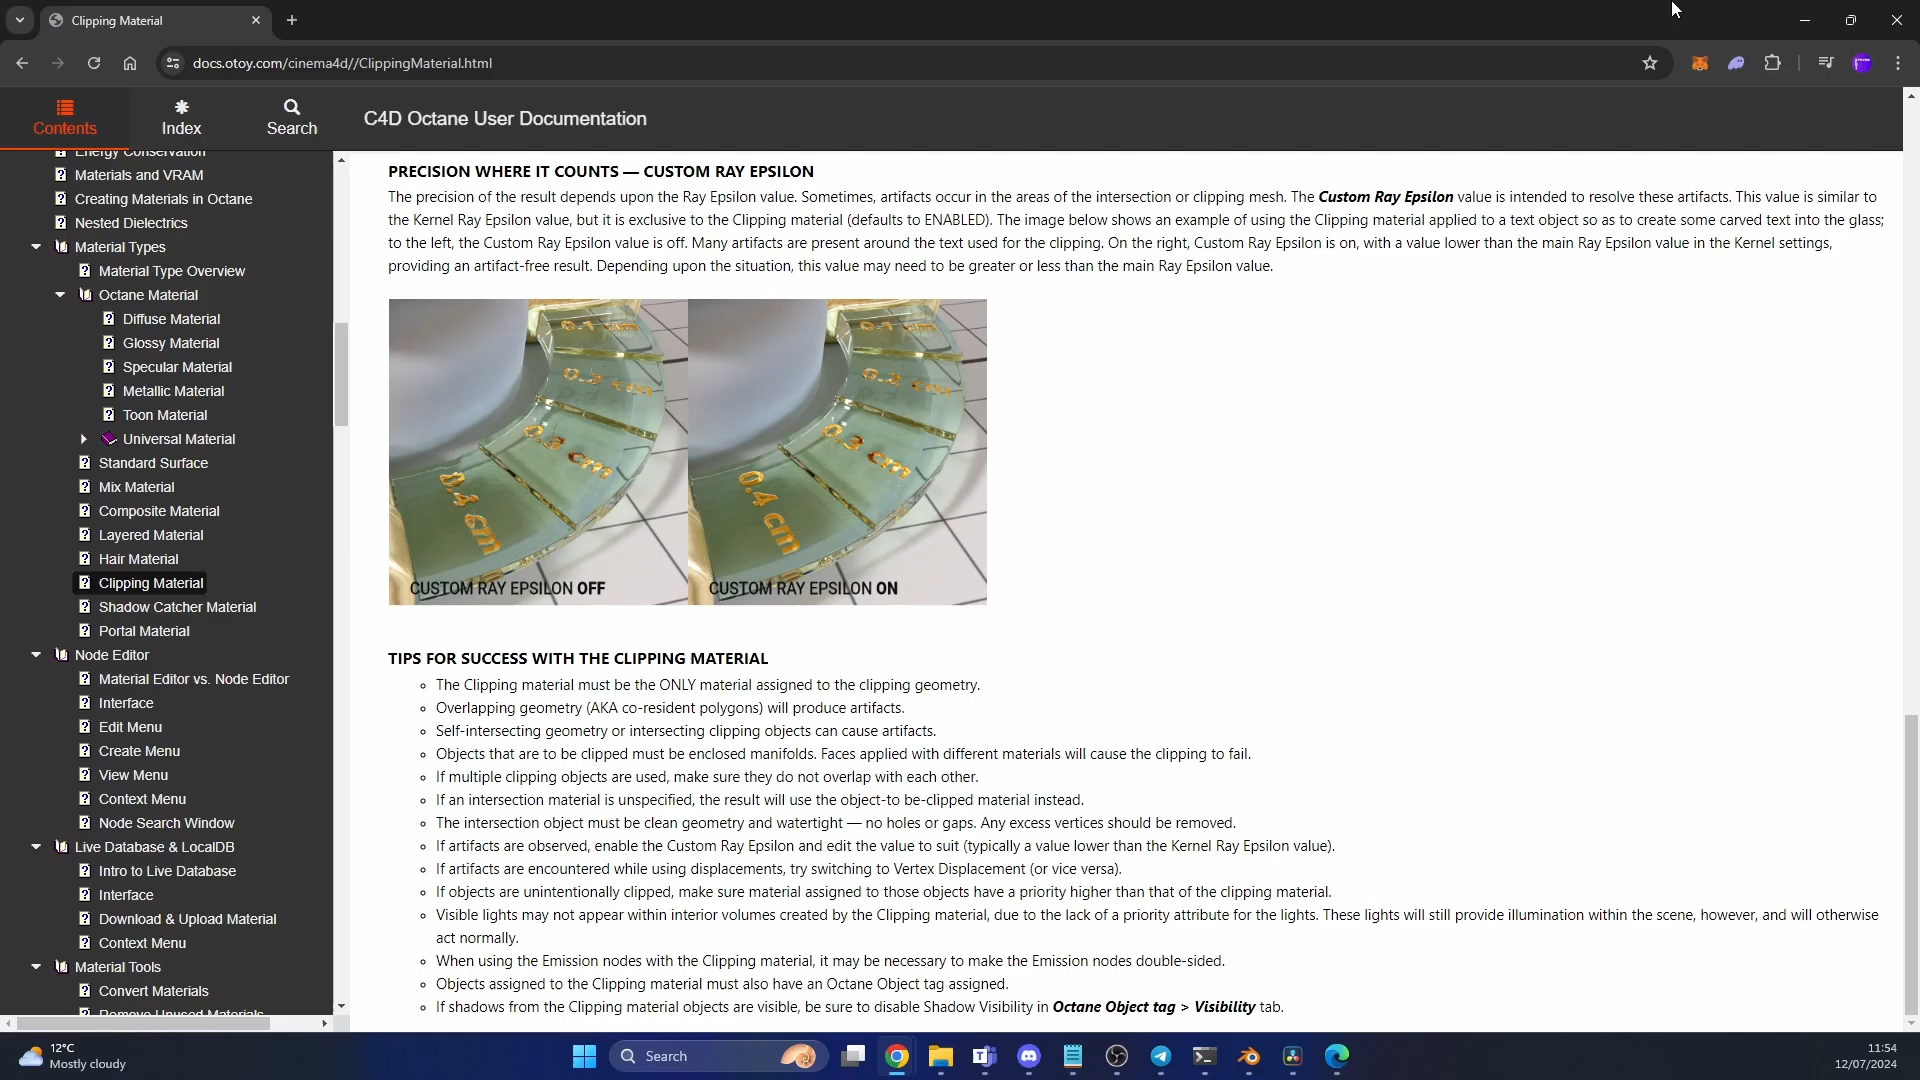 Clipping Material
docs.otoy.com/cinema4d//ClippingMaterial.html
Contents
Index
Search
C4D Octane User Documentation
Energy Conservation
Materials and VRAM
Creating Materials in Octane
Nested Dielectrics
Material Types
Material Type Overview
Octane Material
Diffuse Material
Glossy Material
Specular Material
Metallic Material
Toon Material
Universal Material
Standard Surface
Mix Material
Composite Material
Layered Material
Hair Material
Clipping Material
Shadow Catcher Material
Portal Material
Node Editor
Material Editor vs. Node Editor
Interface
Edit Menu
Create Menu
View Menu
Context Menu
Node Search Window
Live Database & LocalDB
Intro to Live Database
Interface
Download & Upload Material
Context Menu
Material Tools
Convert Materials
Remove Unused Materials
PRECISION WHERE IT COUNTS — CUSTOM RAY EPSILON
The precision of the result depends upon the Ray Epsilon value. Sometimes, artifacts occur in the areas of the intersection or clipping mesh. The Custom Ray Epsilon value is intended to resolve these artifacts. This value is similar to
the Kernel Ray Epsilon value, but it is exclusive to the Clipping material (defaults to ENABLED). The image below shows an example of using the Clipping material applied to a text object so as to create some carved text into the glass;
to the left, the Custom Ray Epsilon value is off. Many artifacts are present around the text used for the clipping. On the right, Custom Ray Epsilon is on, with a value lower than the main Ray Epsilon value in the Kernel settings,
providing an artifact-free result. Depending upon the situation, this value may need to be greater or less than the main Ray Epsilon value.
0.1 cm
0.2 cm
0.3 cm
0.4 cm
CUSTOM RAY EPSILON OFF
0.1 cm
0.2 cm
0.3 cm
0.4 cm
CUSTOM RAY EPSILON ON
TIPS FOR SUCCESS WITH THE CLIPPING MATERIAL
The Clipping material must be the ONLY material assigned to the clipping geometry.
Overlapping geometry (AKA co-resident polygons) will produce artifacts.
Self-intersecting geometry or intersecting clipping objects can cause artifacts.
Objects that are to be clipped must be enclosed manifolds. Faces applied with different materials will cause the clipping to fail.
If multiple clipping objects are used, make sure they do not overlap with each other.
If an intersection material is unspecified, the result will use the object-to be-clipped material instead.
The intersection object must be clean geometry and watertight — no holes or gaps. Any excess vertices should be removed.
If artifacts are observed, enable the Custom Ray Epsilon and edit the value to suit (typically a value lower than the Kernel Ray Epsilon value).
If artifacts are encountered while using displacements, try switching to Vertex Displacement (or vice versa).
If objects are unintentionally clipped, make sure material assigned to those objects have a priority higher than that of the clipping material.
Visible lights may not appear within interior volumes created by the Clipping material, due to the lack of a priority attribute for the lights. These lights will still provide illumination within the scene, however, and will otherwise
act normally.
When using the Emission nodes with the Clipping material, it may be necessary to make the Emission nodes double-sided.
Objects assigned to the Clipping material must also have an Octane Object tag assigned.
If shadows from the Clipping material objects are visible, be sure to disable Shadow Visibility in Octane Object tag > Visibility tab.
12°C
Mostly cloudy
Search
11:54
12/07/2024